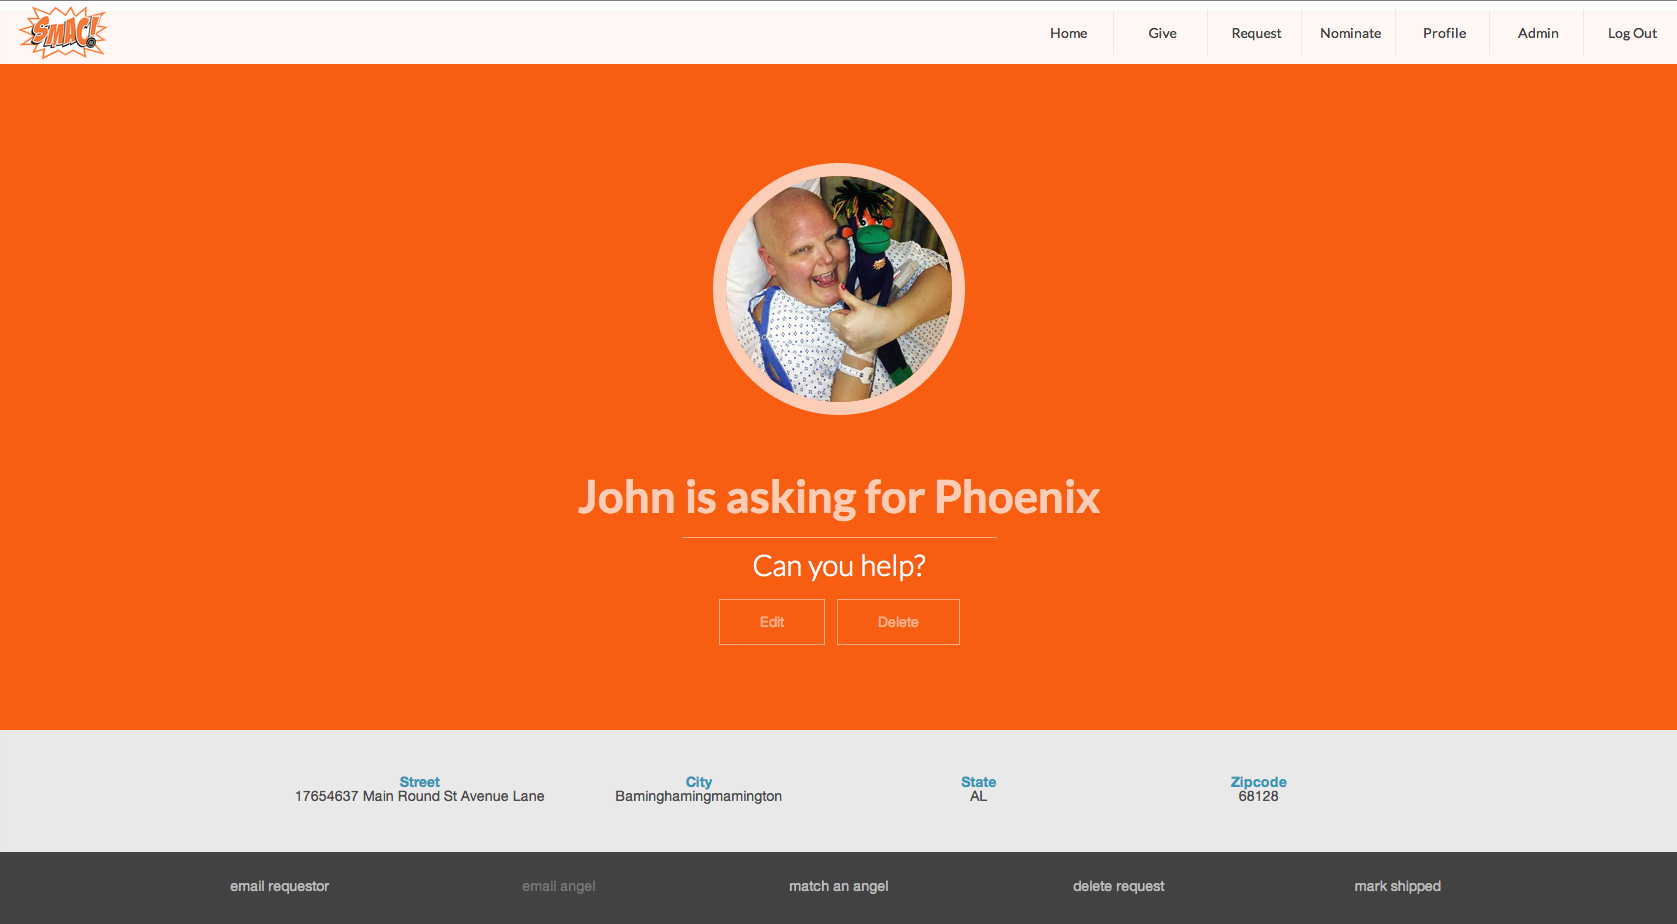 SMAC!
Home Give Request Nominate Profile Admin Log Out
John is asking for Phoenix
Can you help?
Edit Delete
Street City State Zipcode
17654637 Main Round St Avenue Lane Baminghamingmamington AL 68128
email requestor email angel match an angel delete request mark shipped